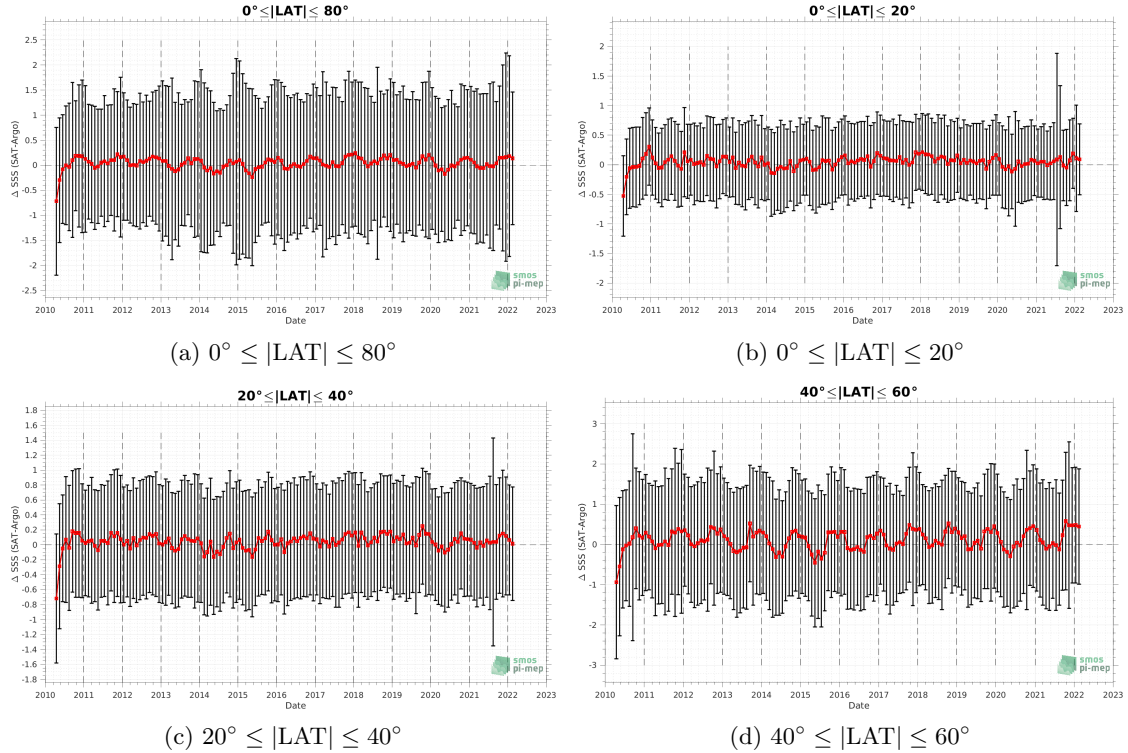 0°≤|LAT|≤ 80°
2.5
2
1.5
1
0.5
0
-0.5
-1
-1.5
-2
-2.5
Δ SSS (SAT-Argo)
smos
pi-mep
2010 2011 2012 2013 2014 2015 2016 2017 2018 2019 2020 2021 2022 2023
Date
(a) 0° ≤ |LAT| ≤ 80°
0°≤|LAT|≤ 20°
2
1.5
1
0.5
0
-0.5
-1
-1.5
-2
Δ SSS (SAT-Argo)
smos
pi-mep
2010 2011 2012 2013 2014 2015 2016 2017 2018 2019 2020 2021 2022 2023
Date
(b) 0° ≤ |LAT| ≤ 20°
20°≤|LAT|≤ 40°
1.8
1.6
1.4
1.2
1
0.8
0.6
0.4
0.2
0
-0.2
-0.4
-0.6
-0.8
-1
-1.2
-1.4
-1.6
-1.8
Δ SSS (SAT-Argo)
smos
pi-mep
2010 2011 2012 2013 2014 2015 2016 2017 2018 2019 2020 2021 2022 2023
Date
(c) 20° ≤ |LAT| ≤ 40°
40°≤|LAT|≤ 60°
3
2
1
0
-1
-2
-3
Δ SSS (SAT-Argo)
smos
pi-mep
2010 2011 2012 2013 2014 2015 2016 2017 2018 2019 2020 2021 2022 2023
Date
(d) 40° ≤ |LAT| ≤ 60°